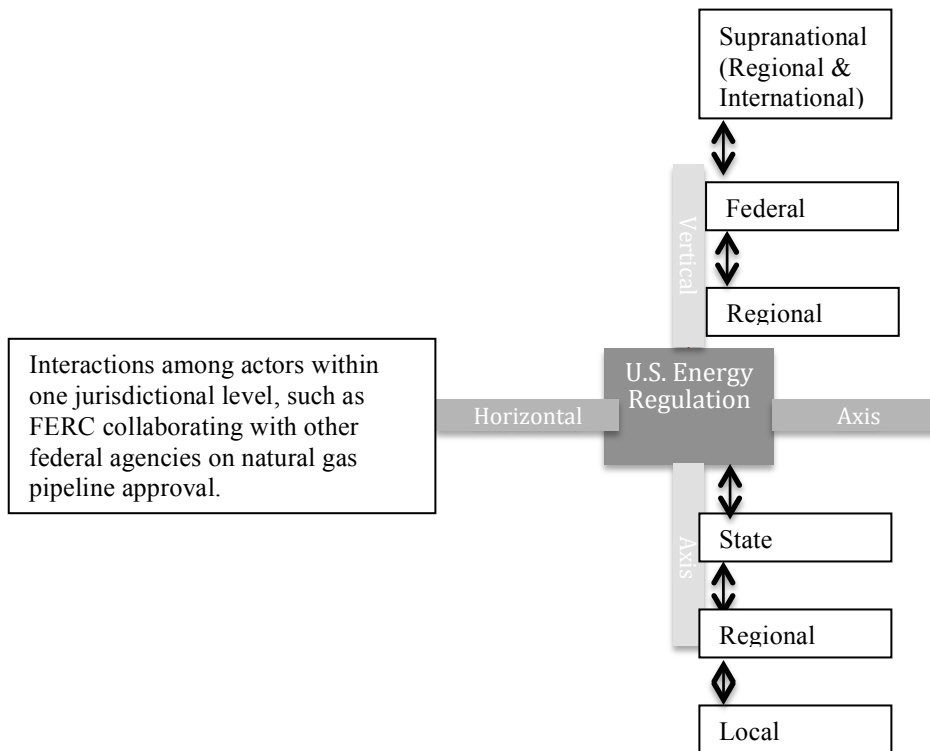 Supranational
(Regional &
International)
Federal
Vertical
Regional
Interactions among actors within
one jurisdictional level, such as
FERC collaborating with other
federal agencies on natural gas
pipeline approval.
U.S. Energy
Regulation
Horizontal
Axis
State
Axis
Regional
Local